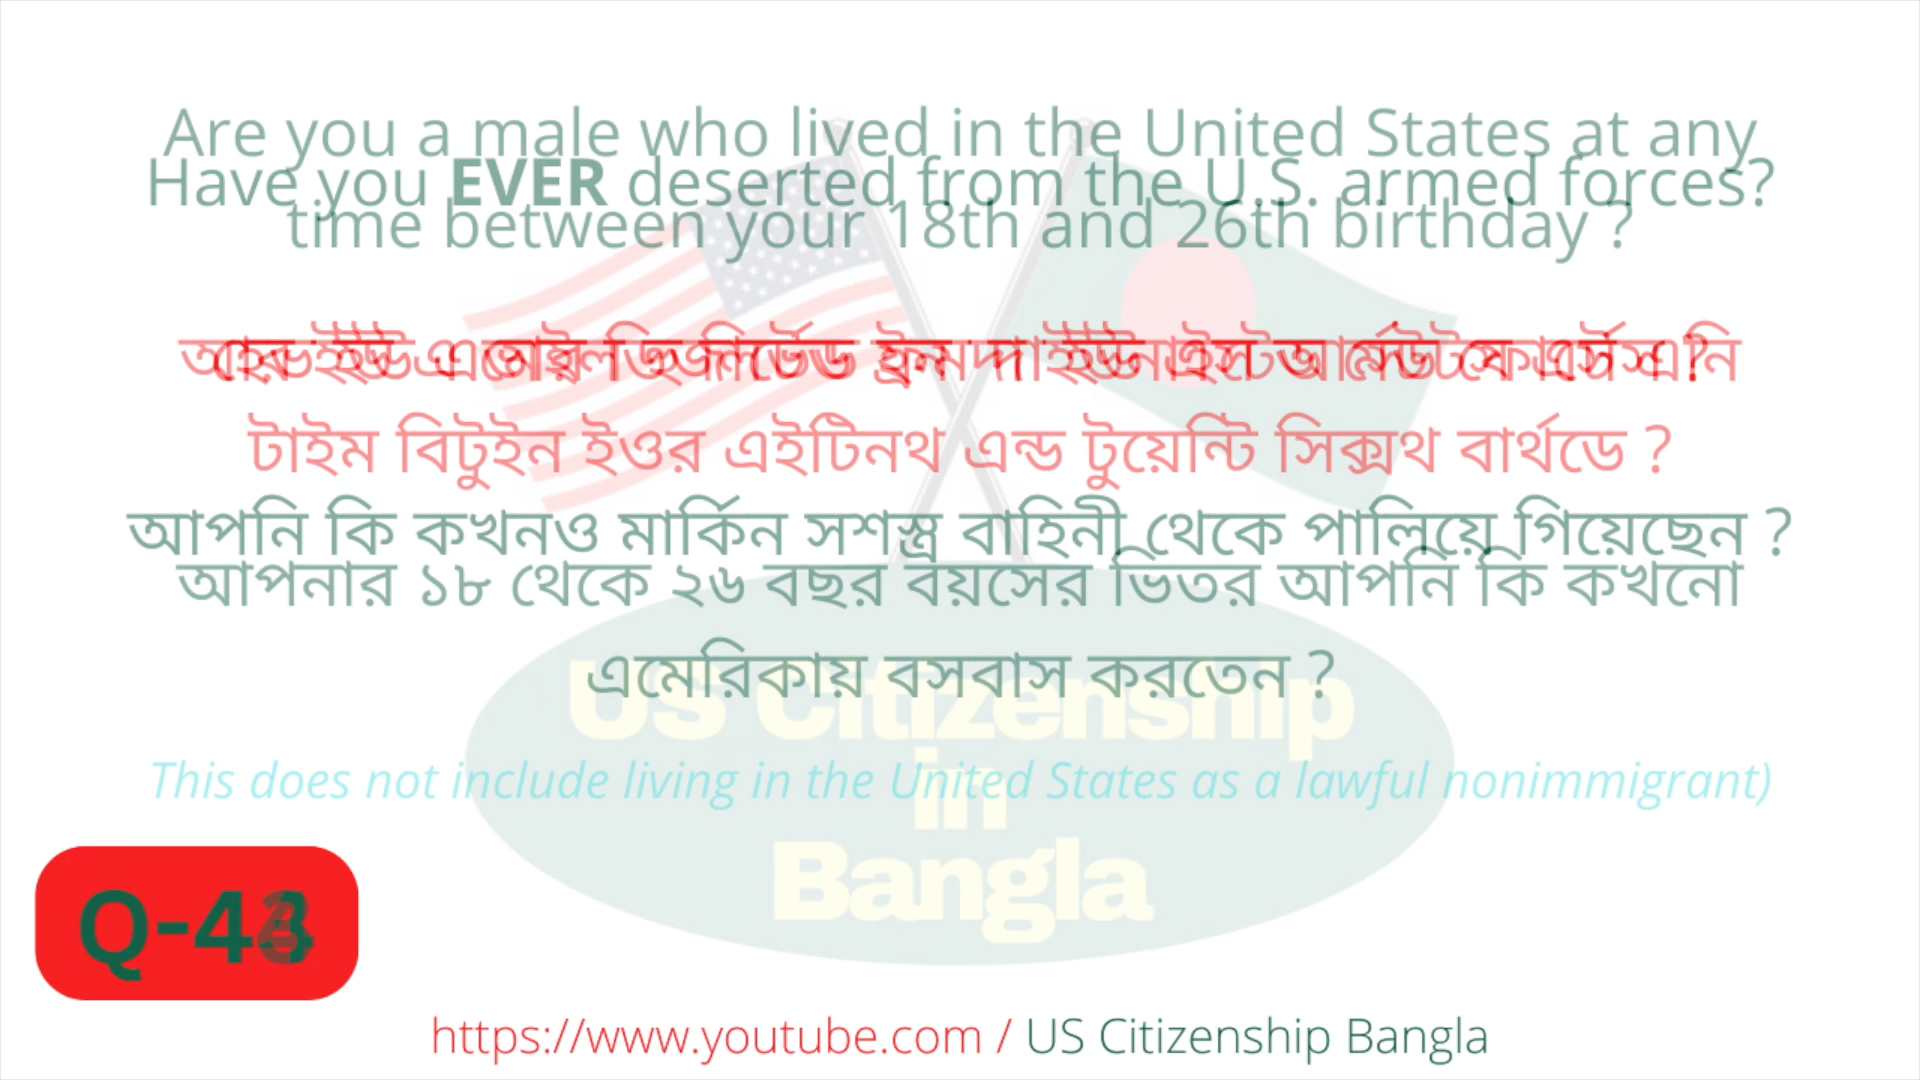 Are you a male who lived in the United States at any
Have you EVER deserted from the U.S. armed forces?
time between your 18th and 26th birthday ?
টাইম বিটুইন ইওর এইটিনথ এন্ড টুয়েন্টি সিক্সথ বার্থডে ?
আপনি কি কখনও মার্কিন সশস্ত্র বাহিনী থেকে পালিয়ে গিয়েছেন ?
আপনার ১৮ থেকে ২৬ বছর বয়সের ভিতর আপনি কি কখনো
এমেরিকায় বসবাস করতেন ?
US Citizenship
This does not include living in the United States as a lawful nonimmigrant)
in
Bangla
Q-4
https://www.youtube.com / US Citizenship Bangla